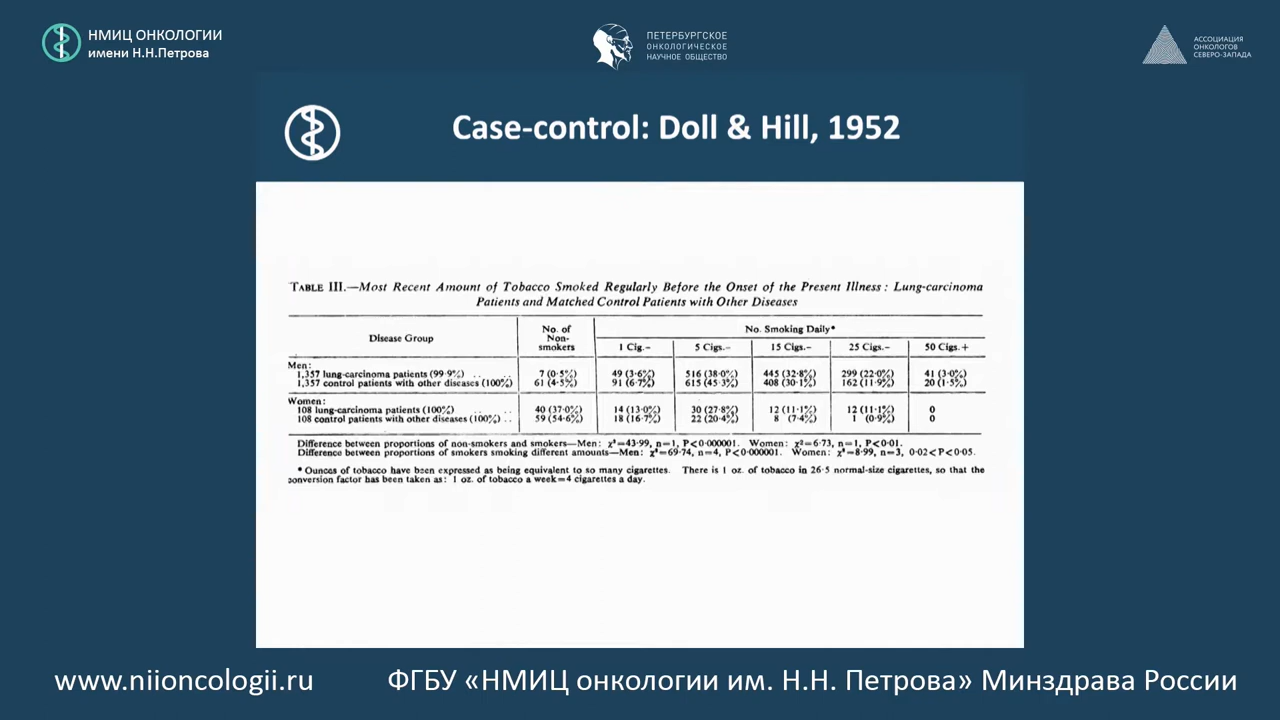 НМИЦ ОНКОЛОГИИ
имени Н.Н.Петрова
ПЕТЕРБУРГСКОЕ
ОНКОЛОГИЧЕСКОЕ
НАУЧНОЕ ОБЩЕСТВО
АССОЦИАЦИЯ
ОНКОЛОГОВ
СЕВЕРО-ЗАПАДА
Case-control: Doll & Hill, 1952
TABLE III.—Most Recent Amount of Tobacco Smoked Regularly Before the Onset of the Present Illness : Lung-carcinoma
Patients and Matched Control Patients with Other Diseases
Disease Group
No. of
Non-
smokers
No. Smoking Daily*
1 Cig.– 5 Cigs.– 15 Cigs.– 25 Cigs.– 50 Cigs.+
Men:
1,357 lung-carcinoma patients (99·9%) .. .. 7 (0·5%) 49 (3·6%) 516 (38·0%) 445 (32·8%) 299 (22·0%) 41 (3·0%)
1,357 control patients with other diseases (100%) 61 (4·5%) 91 (6·7%) 615 (45·3%) 408 (30·1%) 162 (11·9%) 20 (1·5%)
Women:
108 lung-carcinoma patients (100%) .. .. 40 (37·0%) 14 (13·0%) 30 (27·8%) 12 (11·1%) 12 (11·1%) 0
108 control patients with other diseases (100%) .. 59 (54·6%) 18 (16·7%) 22 (20·4%) 8 (7·4%) 1 (0·9%) 0
Difference between proportions of non-smokers and smokers—Men: χ²=43·99, n=1, P<0·000001. Women: χ²=6·73, n=1, P<0·01.
Difference between proportions of smokers smoking different amounts—Men: χ²=69·74, n=4, P<0·000001. Women: χ²=8·99, n=3, 0·02<P<0·05.
* Ounces of tobacco have been expressed as being equivalent to so many cigarettes. There is 1 oz. of tobacco in 26·5 normal-size cigarettes, so that the
conversion factor has been taken as: 1 oz. of tobacco a week=4 cigarettes a day.
www.niioncologii.ru
ФГБУ «НМИЦ онкологии им. Н.Н. Петрова» Минздрава России